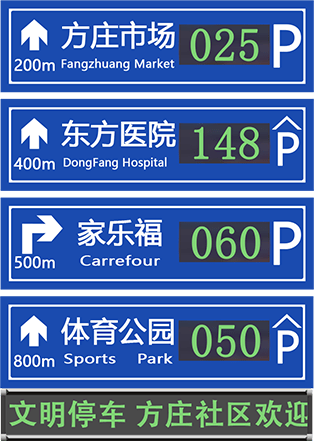 方庄市场 025 P
200m Fangzhuang Market
东方医院 148 P
400m DongFang Hospital
家乐福 060 P
500m Carrefour
体育公园 050 P
800m Sports Park
文明停车 方庄社区欢迎